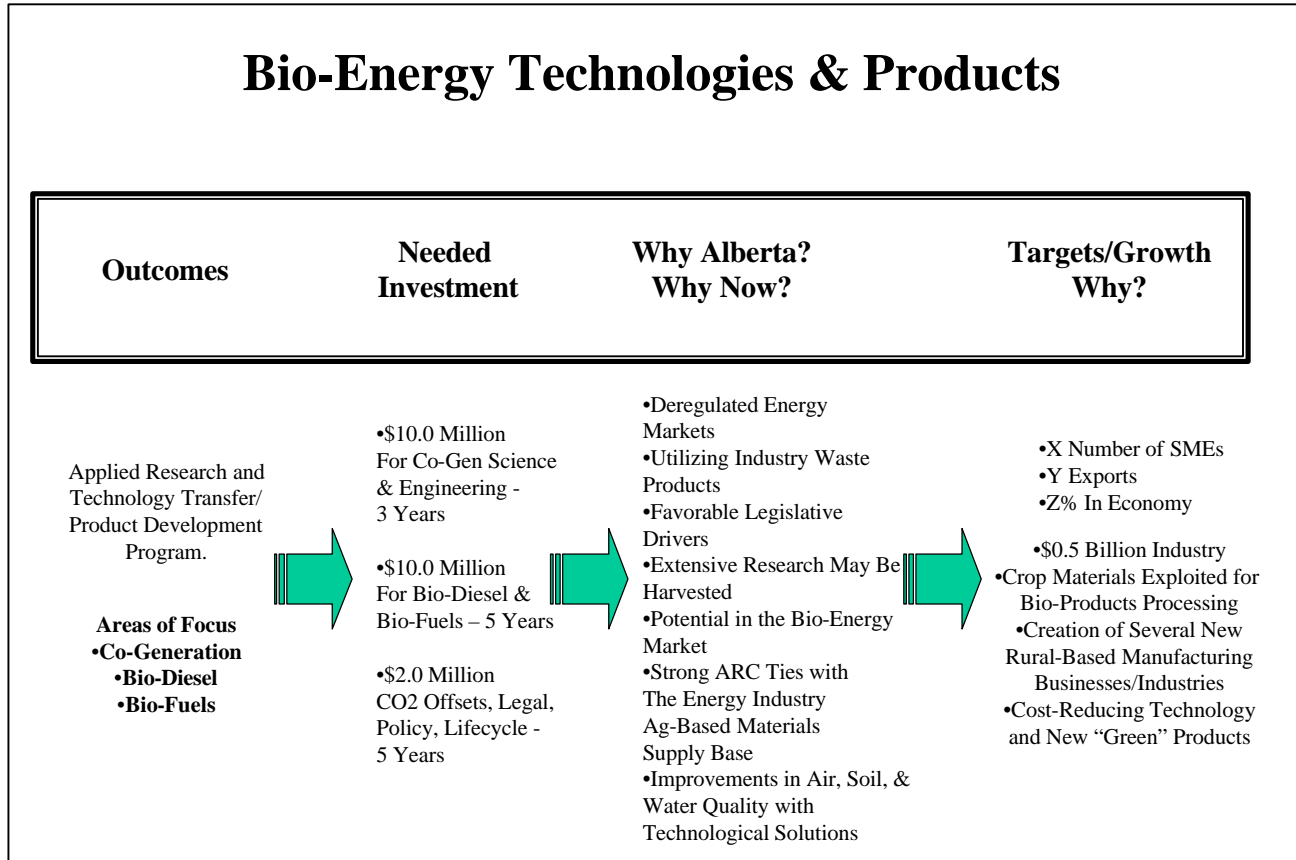 Bio-Energy Technologies & Products
Outcomes
Needed
Investment
Why Alberta?
Why Now?
Targets/Growth
Why?
Applied Research and
Technology Transfer/
Product Development
Program.
Areas of Focus
•Co-Generation
•Bio-Diesel
•Bio-Fuels
•$10.0 Million
For Co-Gen Science
& Engineering -
3 Years
•$10.0 Million
For Bio-Diesel &
Bio-Fuels – 5 Years
•$2.0 Million
CO2 Offsets, Legal,
Policy, Lifecycle -
5 Years
•Deregulated Energy
Markets
•Utilizing Industry Waste
Products
•Favorable Legislative
Drivers
•Extensive Research May Be
Harvested
•Potential in the Bio-Energy
Market
•Strong ARC Ties with
The Energy Industry
Ag-Based Materials
Supply Base
•Improvements in Air, Soil, &
Water Quality with
Technological Solutions
•X Number of SMEs
•Y Exports
•Z% In Economy
•$0.5 Billion Industry
•Crop Materials Exploited for
Bio-Products Processing
•Creation of Several New
Rural-Based Manufacturing
Businesses/Industries
•Cost-Reducing Technology
and New “Green” Products